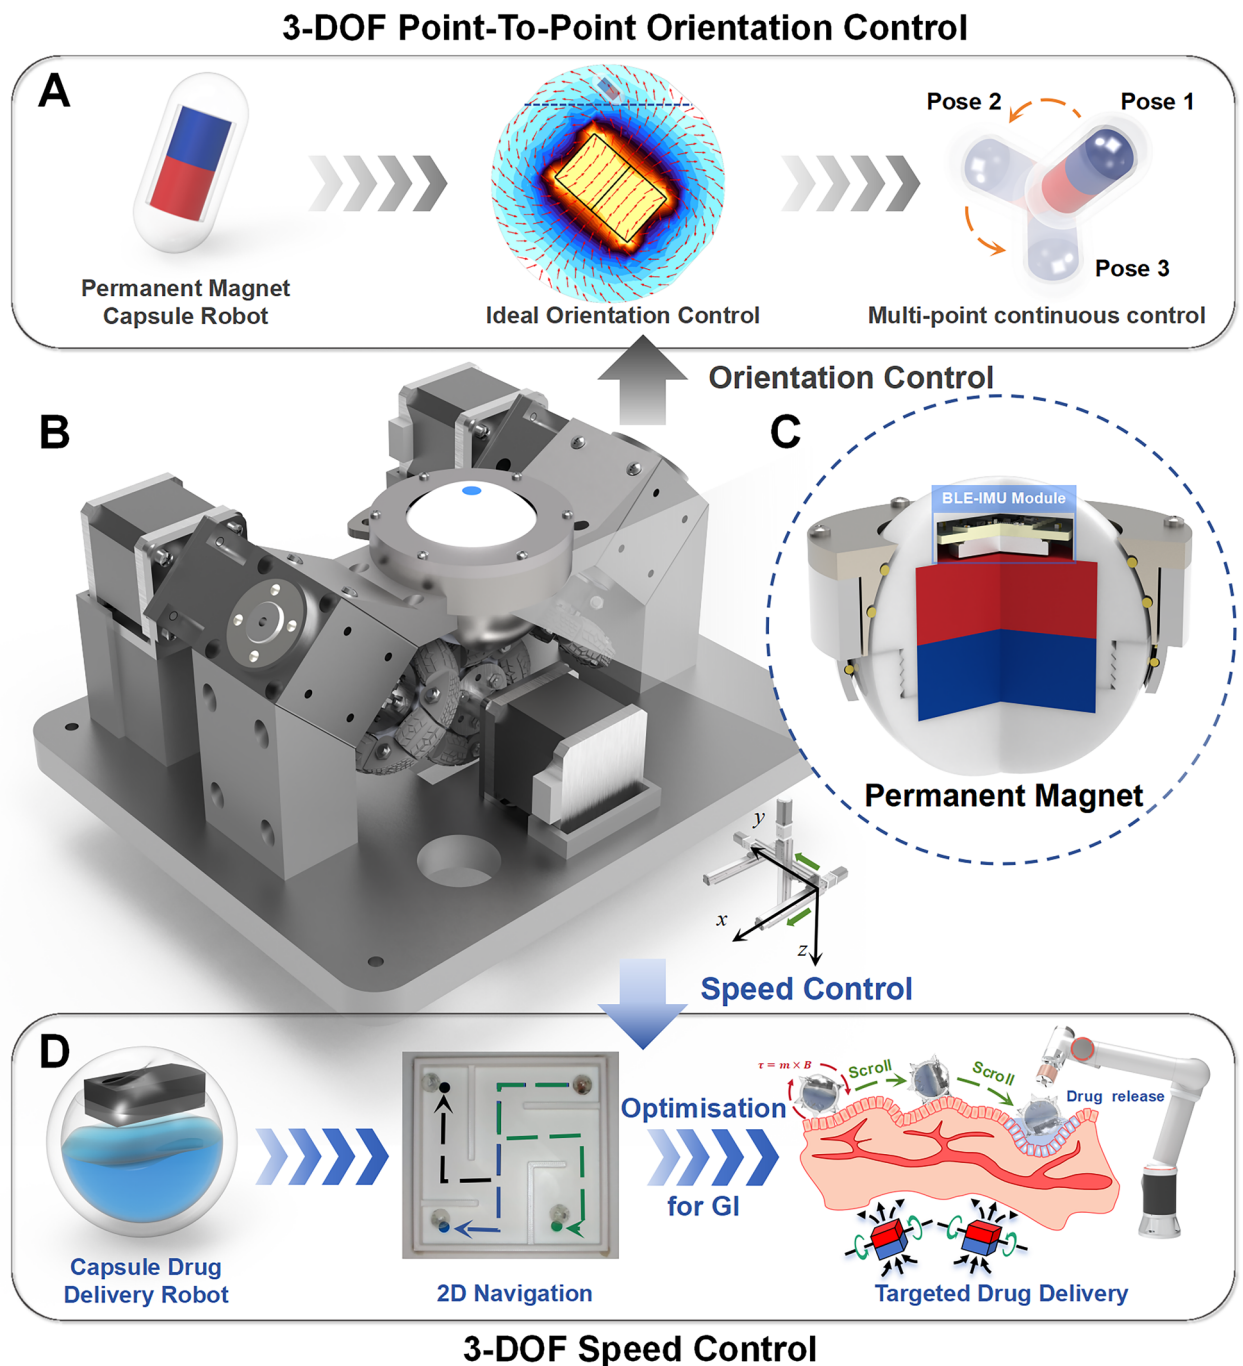 3-DOF Point-To-Point Orientation Control
A
Pose 2
Pose 1
Pose 3
Permanent Magnet
Capsule Robot
Ideal Orientation Control
Multi-point continuous control
Orientation Control
B
C
BLE-IMU Module
Permanent Magnet
y
x
z
Speed Control
D
τ = m × B
Scroll
Scroll
Drug release
Optimisation
for GI
Capsule Drug
Delivery Robot
2D Navigation
Targeted Drug Delivery
3-DOF Speed Control